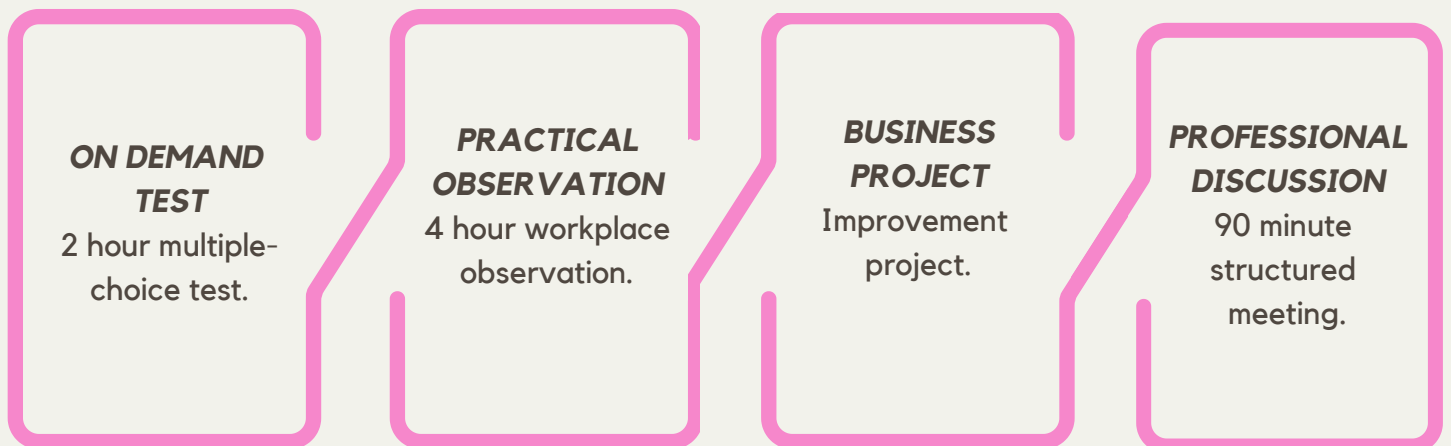 ON DEMAND
TEST
2 hour multiple-
choice test.
PRACTICAL
OBSERVATION
4 hour workplace
observation.
BUSINESS
PROJECT
Improvement
project.
PROFESSIONAL
DISCUSSION
90 minute
structured
meeting.